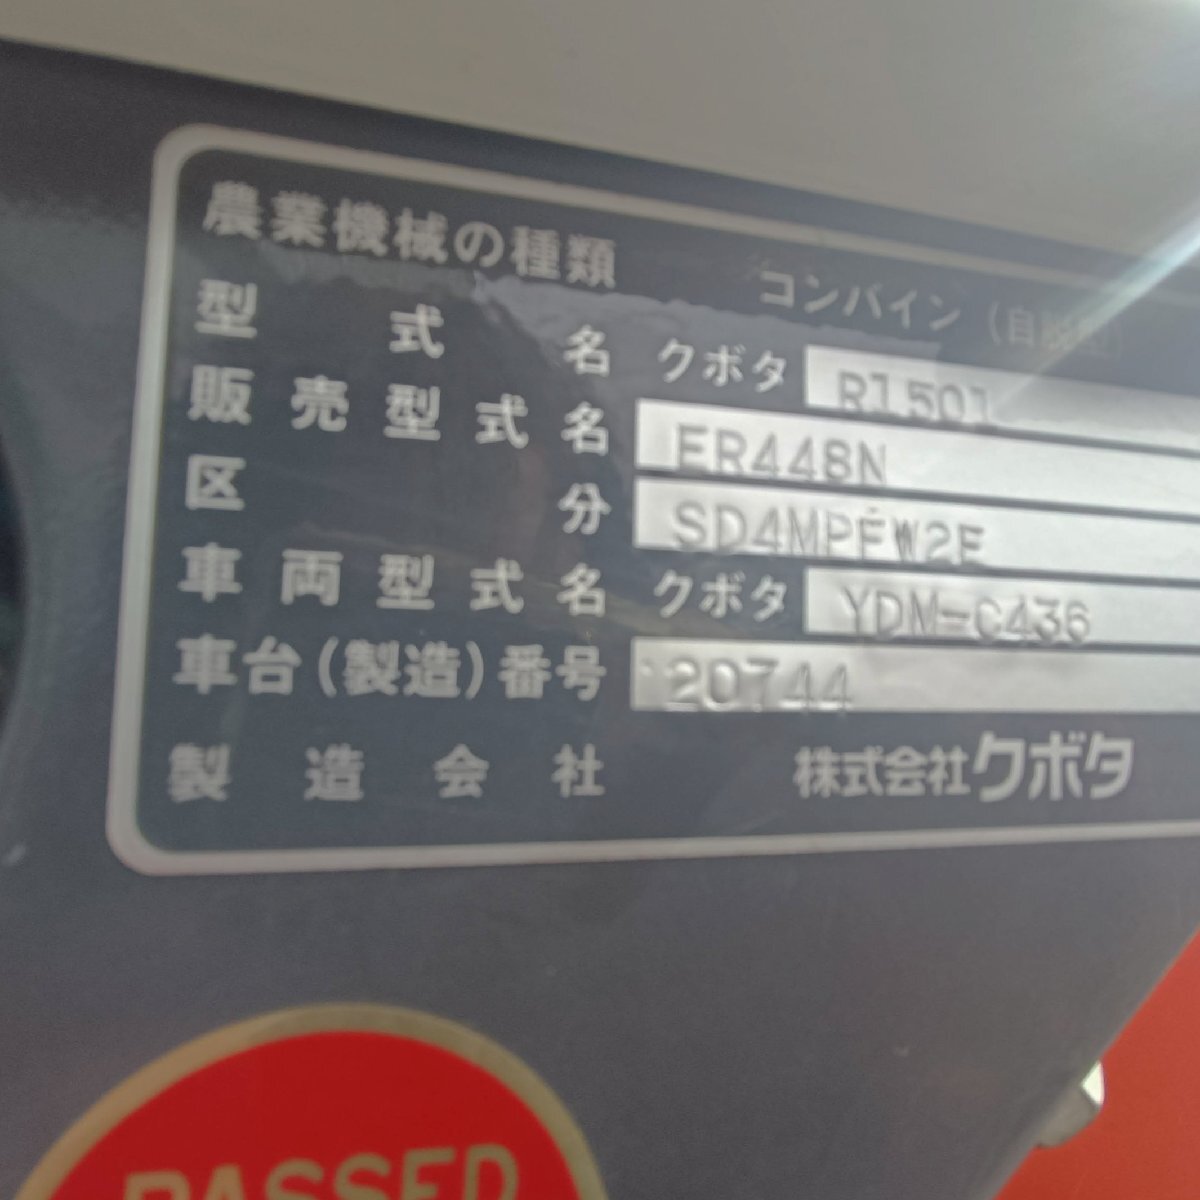 農業機械の種類 コンバイン(自脱型)
型式名 クボタ R1501
販売型式名 ER448N
区分 SD4MPFW2E
車両型式名 クボタ YDM-C436
車台(製造)番号 20744
製造会社 株式会社クボタ
PASSED